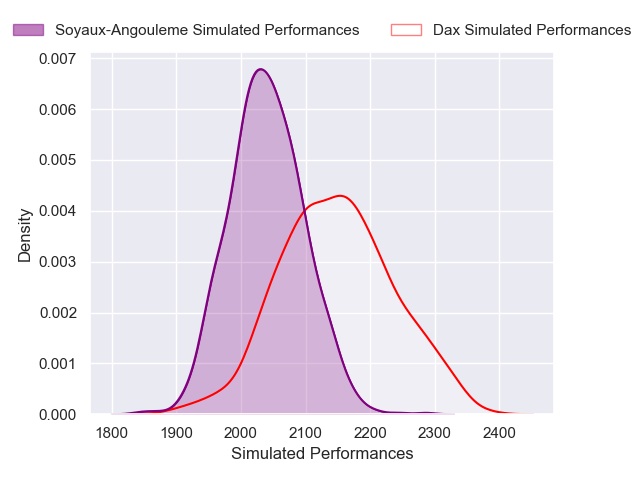 Soyaux-Angouleme Simulated Performances
Dax Simulated Performances
0.007
0.006
0.005
0.004
0.003
0.002
0.001
0.000
Density
1800 1900 2000 2100 2200 2300 2400
Simulated Performances